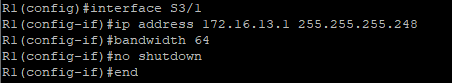 R1(config)#interface S3/1
R1(config-if)#ip address 172.16.13.1 255.255.255.248
R1(config-if)#bandwidth 64
R1(config-if)#no shutdown
R1(config-if)#end